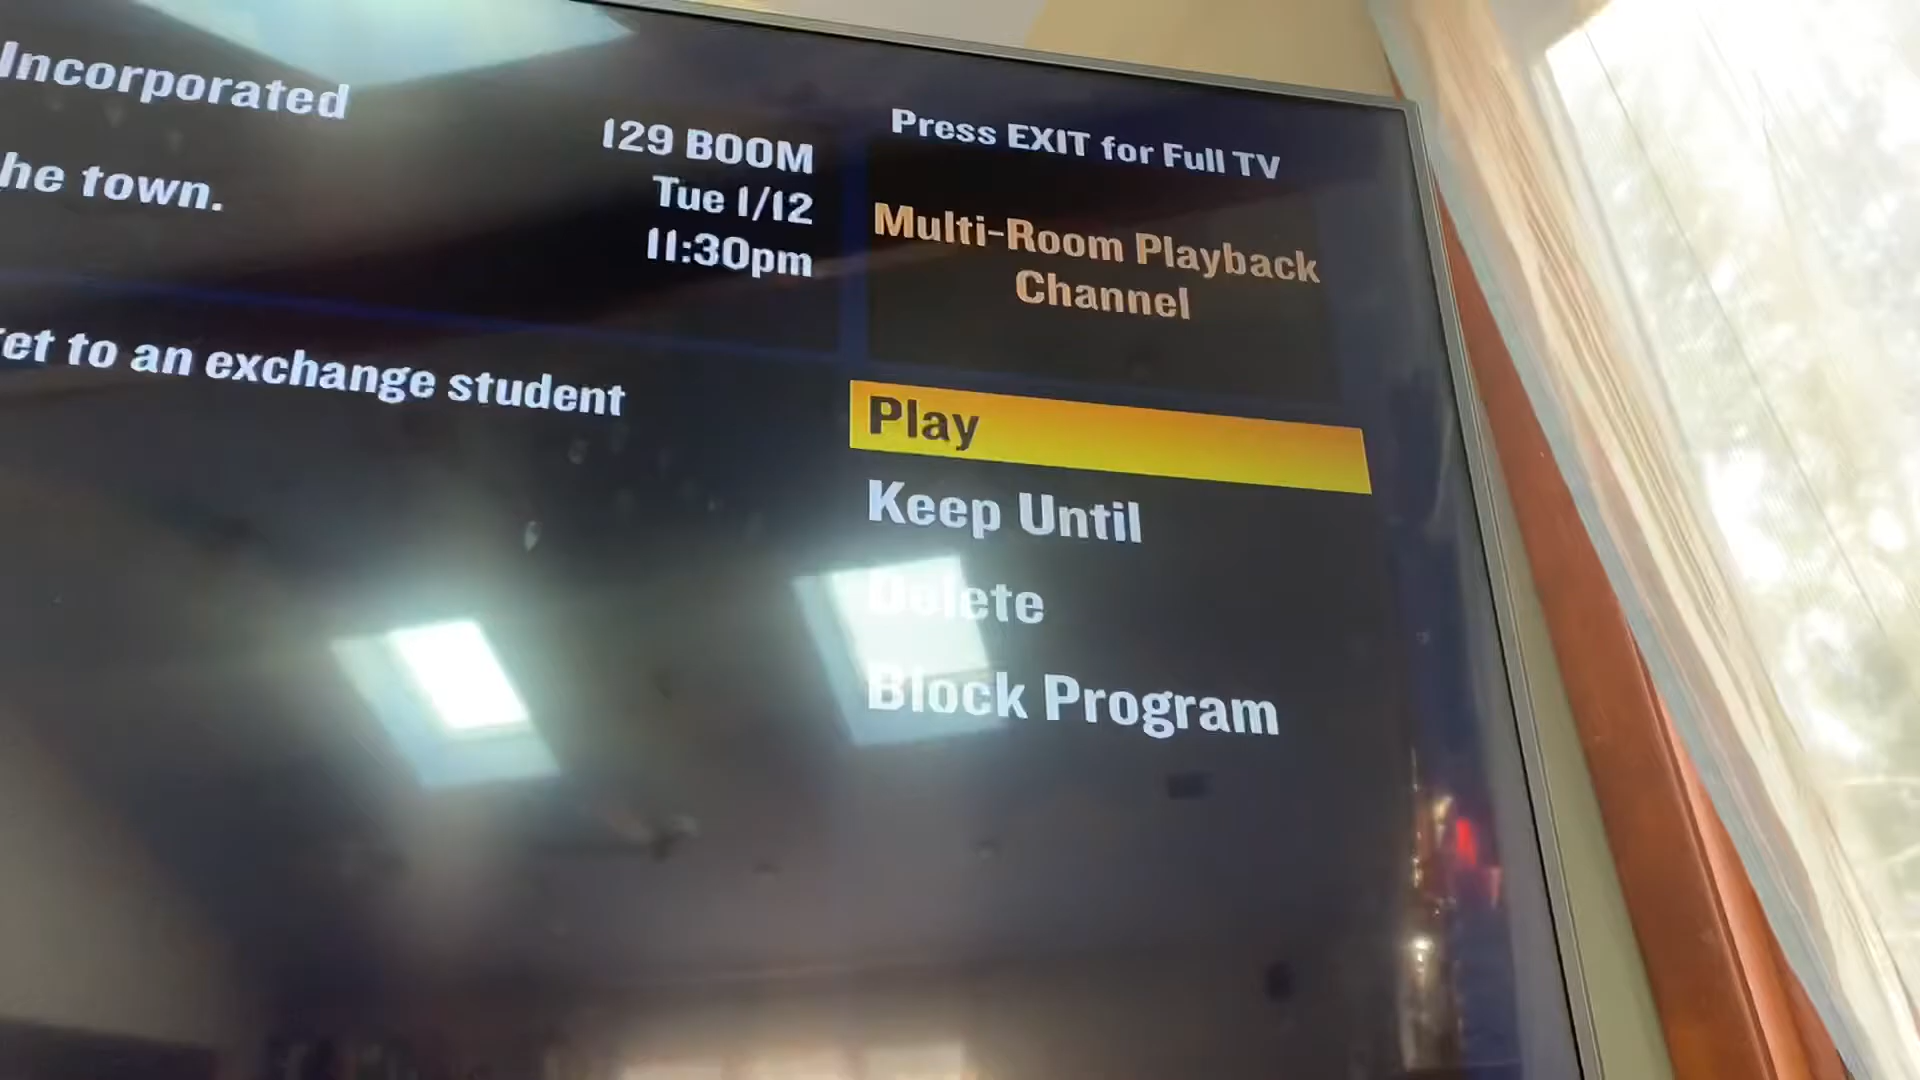 Incorporated
he town.
129 BOOM
Tue 1/12
11:30pm
et to an exchange student
Press EXIT for Full TV
Multi-Room Playback
Channel
Play
Keep Until
Delete
Block Program